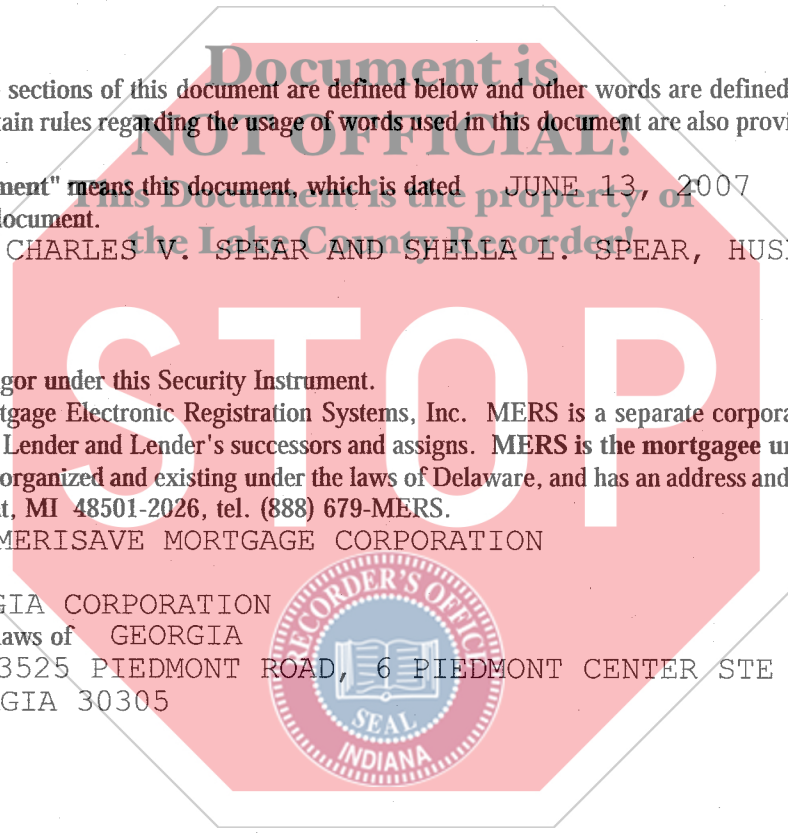 Document is
sections of this document are defined below and other words are defined
tain rules regarding the usage of words used in this document are also provi
NOT OFFICIAL!
ment" means this document, which is dated JUNE 13, 2007
This Document is the property of
document.
the Lake County Recorder!
CHARLES V. SPEAR AND SHELLA L. SPEAR, HUS
STOP
gor under this Security Instrument.
tgage Electronic Registration Systems, Inc. MERS is a separate corpora
Lender and Lender's successors and assigns. MERS is the mortgagee u
organized and existing under the laws of Delaware, and has an address and
t, MI 48501-2026, tel. (888) 679-MERS.
MERISAVE MORTGAGE CORPORATION
GIA CORPORATION
laws of GEORGIA
3525 PIEDMONT ROAD, 6 PIEDMONT CENTER STE
GIA 30305
RECORDER'S OFFICE
SEAL
INDIANA